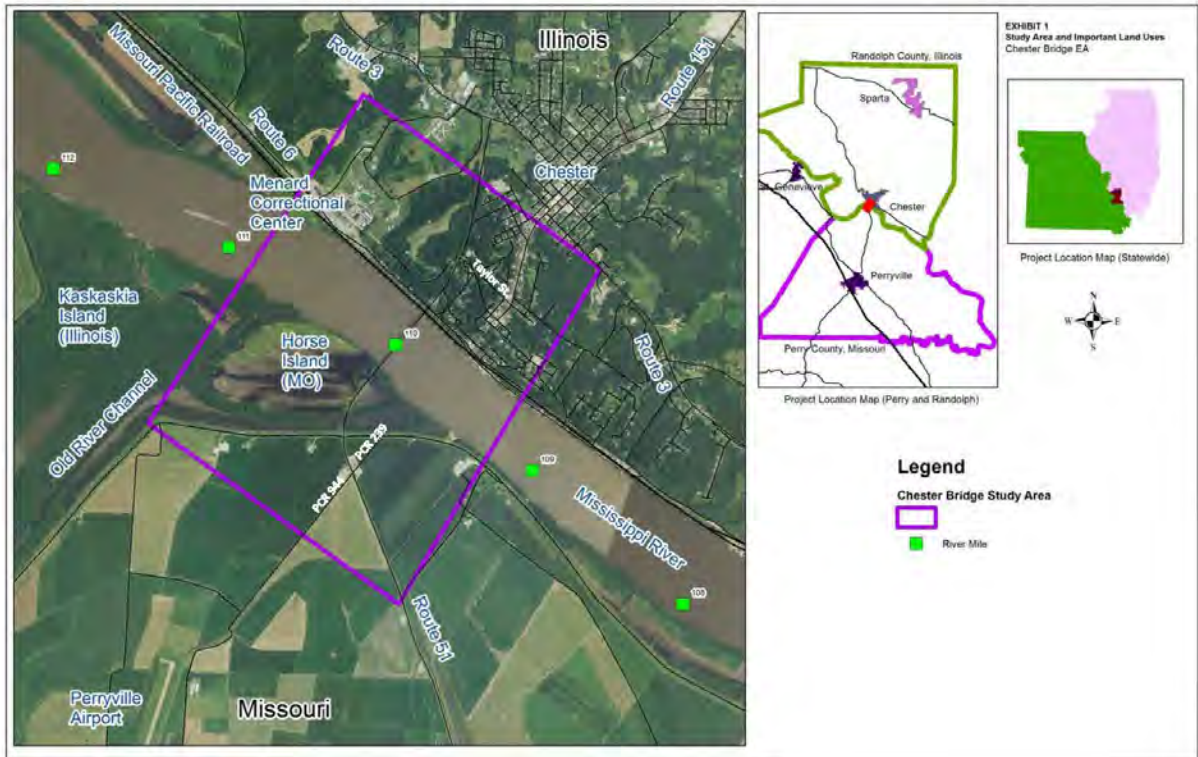 Illinois
Missouri Pacific Railroad
Route 3
Route 151
Route 6
112
Menard
Correctional
Center
Chester
111
Taylor St
Kaskaskia
Island
(Illinois)
110
Horse
Island
(MO)
Route 3
Old River Channel
PCR 944
PCR 239
109
Mississippi River
108
Route 51
Perryville
Airport
Missouri
Randolph County, Illinois
Sparta
Genevieve
Chester
Perryville
Perry County, Missouri
Project Location Map (Perry and Randolph)
EXHIBIT 1
Study Area and Important Land Uses
Chester Bridge EA
Project Location Map (Statewide)
N
W E
S
Legend
Chester Bridge Study Area
River Mile